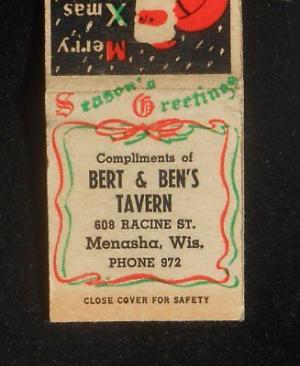 Merry
Xmas
Season's Greetings
Compliments of
BERT & BEN'S
TAVERN
608 RACINE ST.
Menasha, Wis.
PHONE 972
CLOSE COVER FOR SAFETY